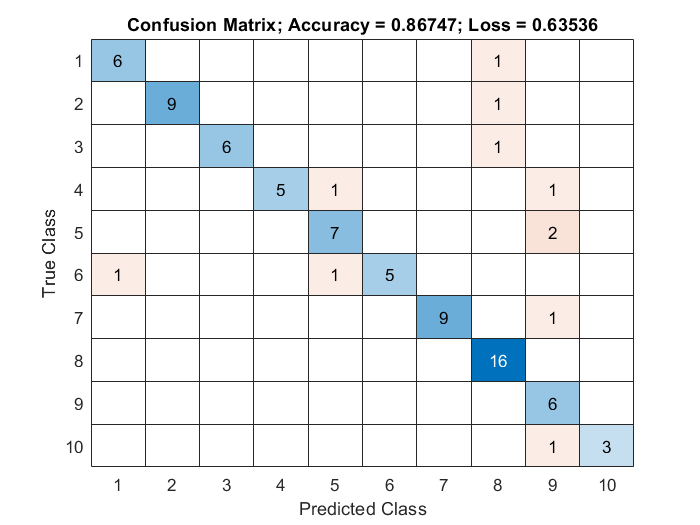 Confusion Matrix; Accuracy = 0.86747; Loss = 0.63536
True Class
1 6 1
2 9 1
3 6 1
4 5 1 1
5 7 2
6 1 1 5
7 9 1
8 16
9 6
10 1 3
1 2 3 4 5 6 7 8 9 10
Predicted Class